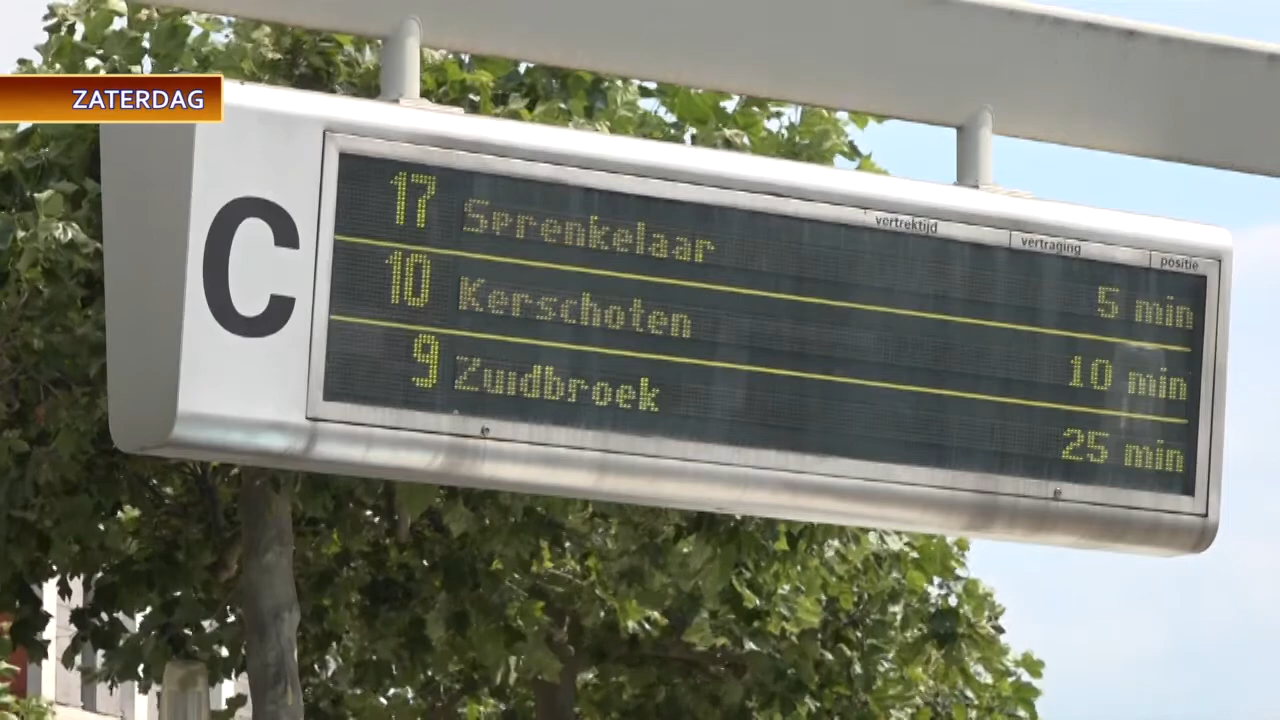 ZATERDAG
C
vertrektijd vertraging positie
17 Sprenkelaar 5 min
10 Kerschoten 10 min
9 Zuidbroek 25 min